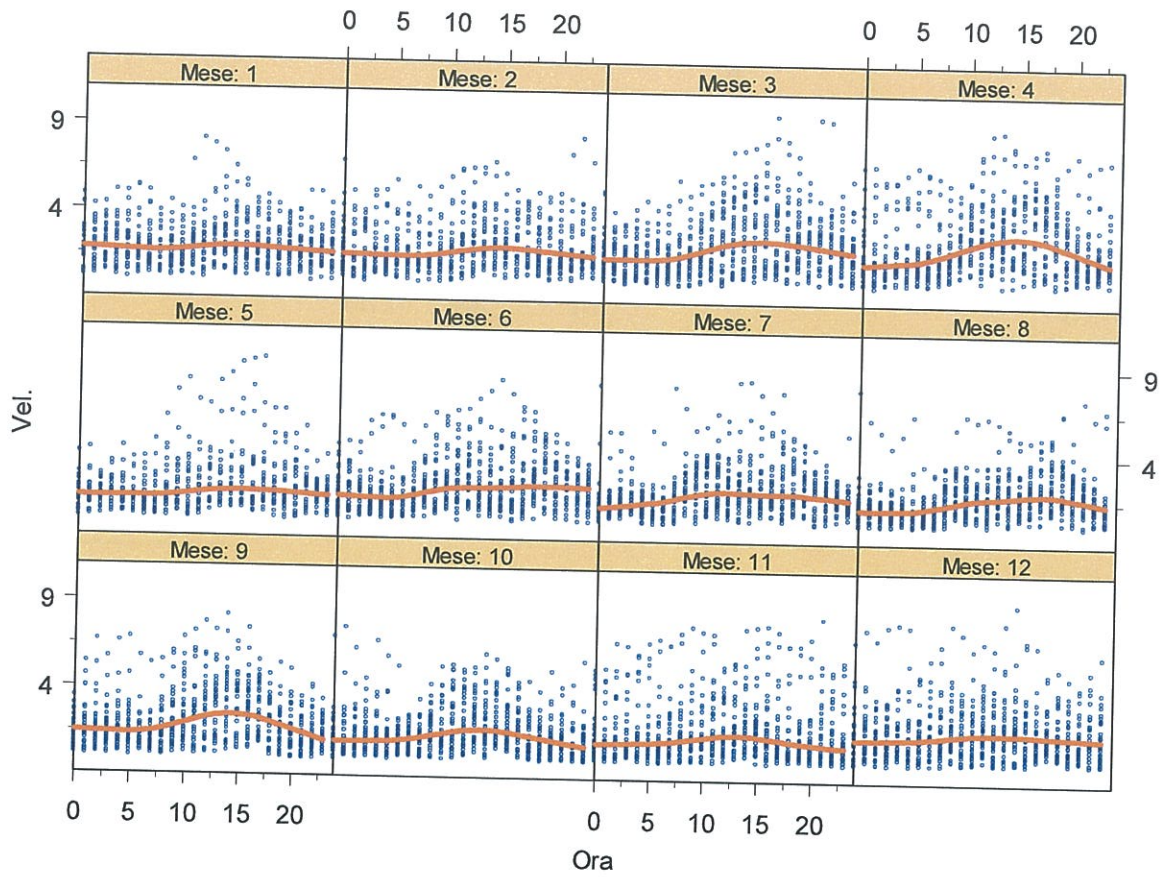 0 5 10 15 20
0 5 10 15 20
Mese: 1
Mese: 2
Mese: 3
Mese: 4
9
4
Mese: 5
Mese: 6
Mese: 7
Mese: 8
9
4
Vel.
Mese: 9
Mese: 10
Mese: 11
Mese: 12
9
4
0 5 10 15 20
0 5 10 15 20
Ora